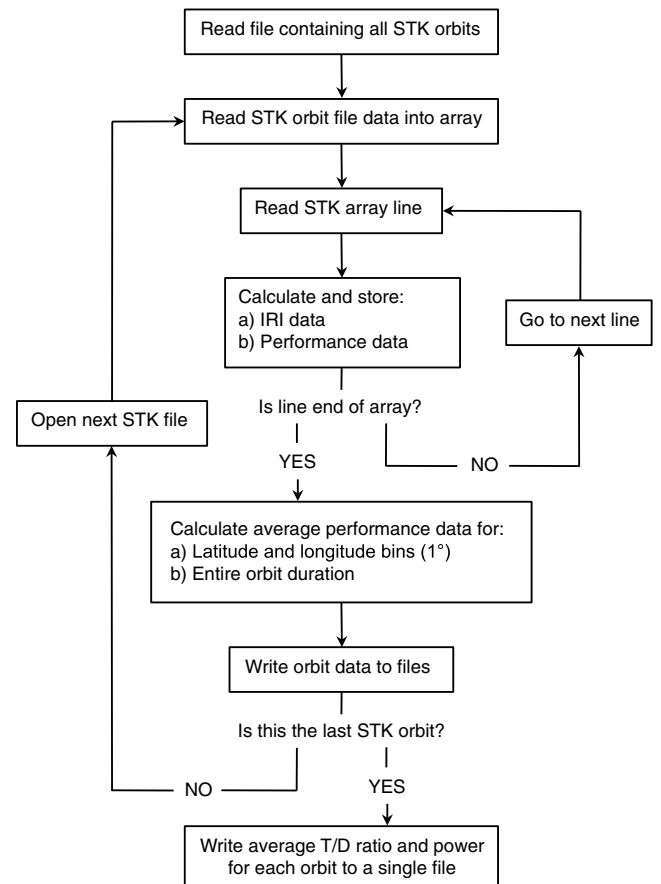 Read file containing all STK orbits
Read STK orbit file data into array
Read STK array line
Calculate and store:
a) IRI data
b) Performance data
Go to next line
Is line end of array?
Open next STK file
YES
NO
Calculate average performance data for:
a) Latitude and longitude bins (1°)
b) Entire orbit duration
Write orbit data to files
Is this the last STK orbit?
NO
YES
Write average T/D ratio and power
for each orbit to a single file